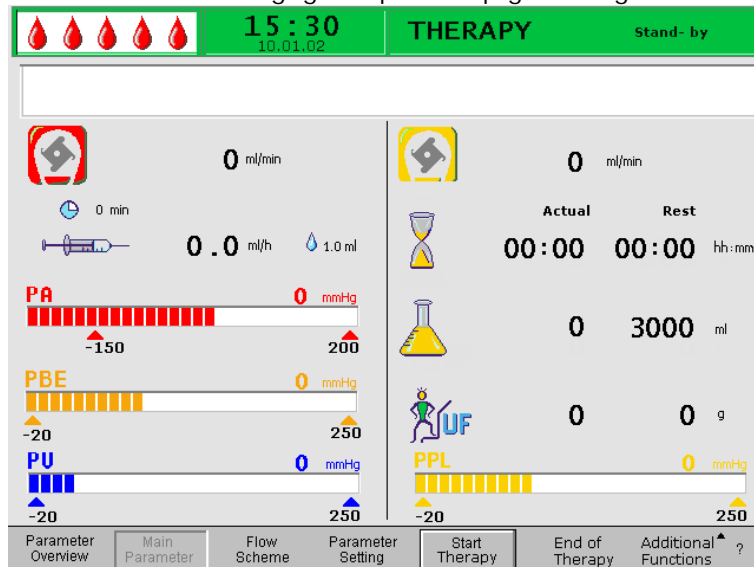 15:30
10.01.02
THERAPY
Stand- by
0 ml/min
0 min
0.0 ml/h
1.0 ml
PA
0 mmHg
-150
200
PBE
0 mmHg
-20
250
PV
0 mmHg
-20
250
0 ml/min
Actual Rest
00:00 00:00 hh:mm
0 3000 ml
UF
0 0 g
PPL
0 mmHg
-20
250
Parameter Overview
Main Parameter
Flow Scheme
Parameter Setting
Start Therapy
End of Therapy
Additional Functions
?